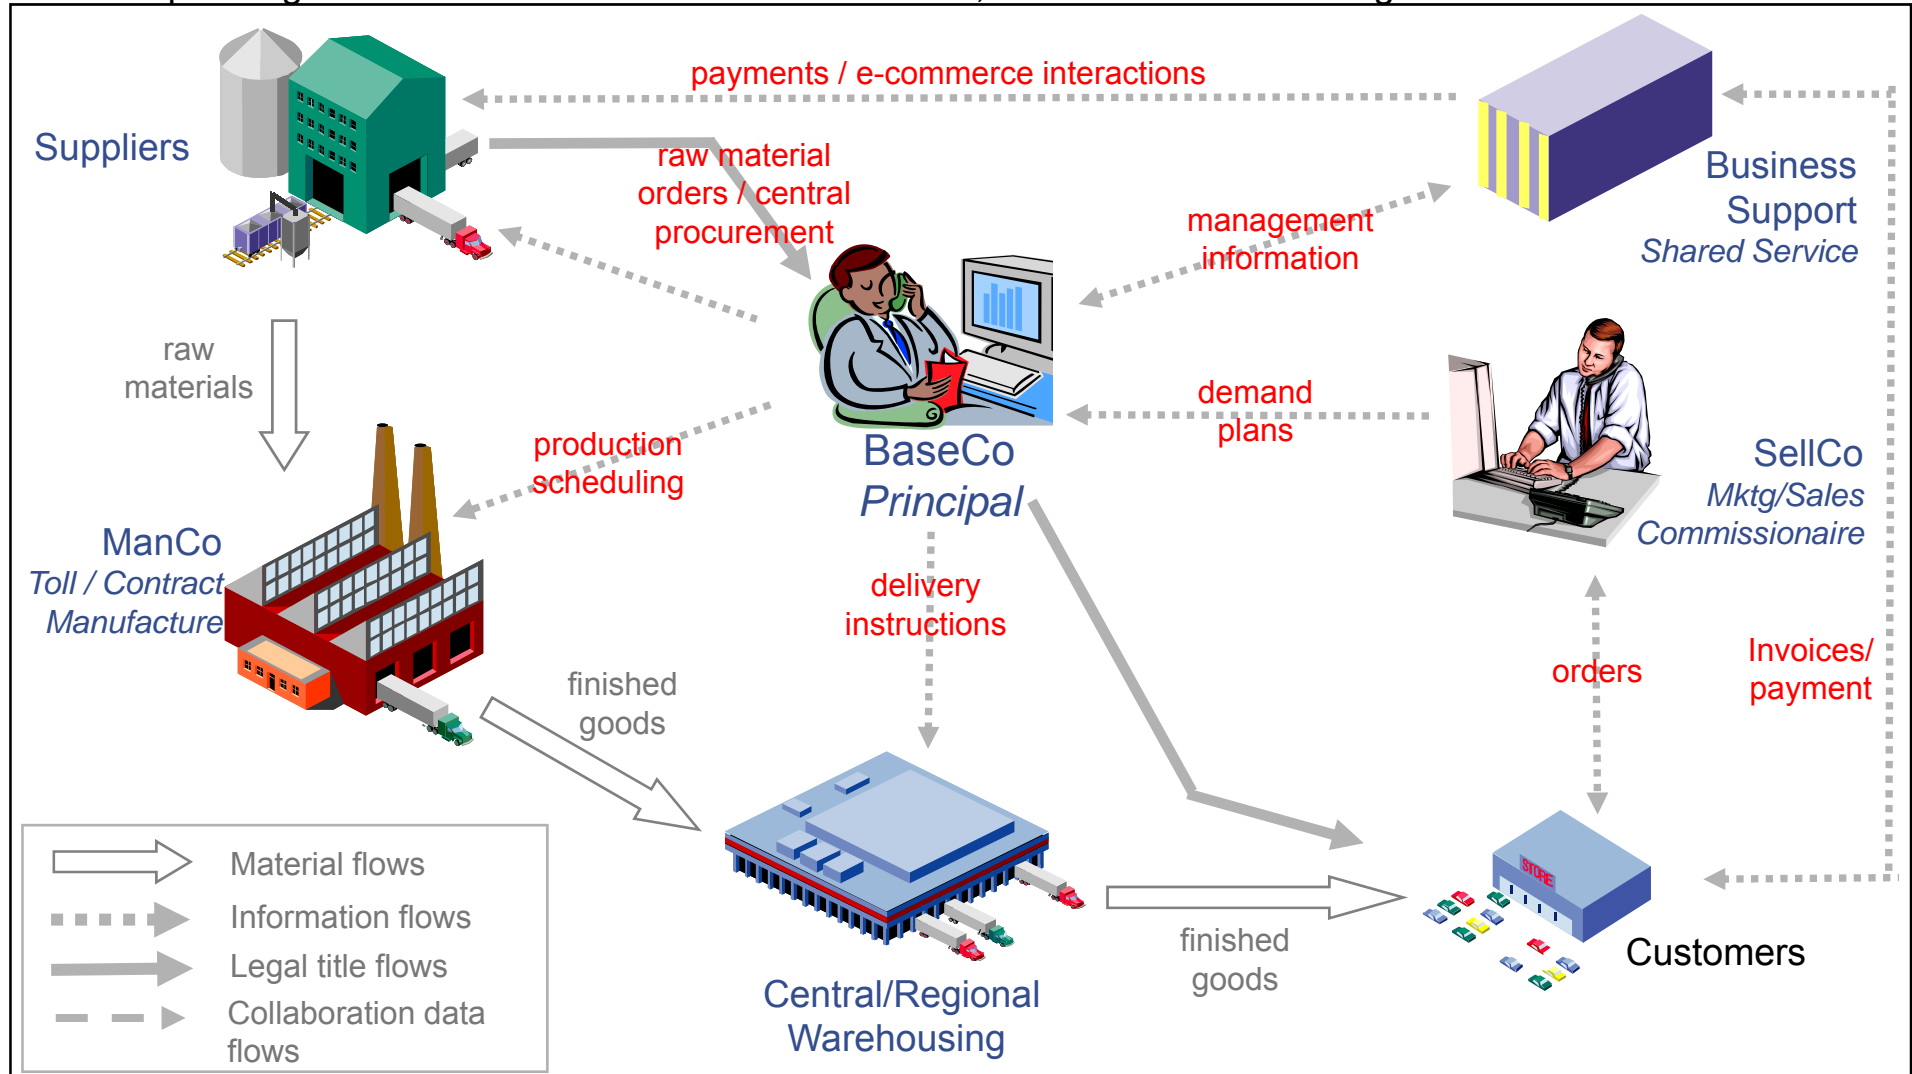 payments / e-commerce interactions
Suppliers
raw material
orders / central
procurement
Business
Support
Shared Service
management
information
raw
materials
demand
plans
production
scheduling
BaseCo
Principal
SellCo
Mktg/Sales
Commissionaire
ManCo
Toll / Contract
Manufacture
delivery
instructions
orders
Invoices/
payment
finished
goods
STORE
Material flows
Information flows
Legal title flows
Collaboration data
flows
finished
goods
Customers
Central/Regional
Warehousing